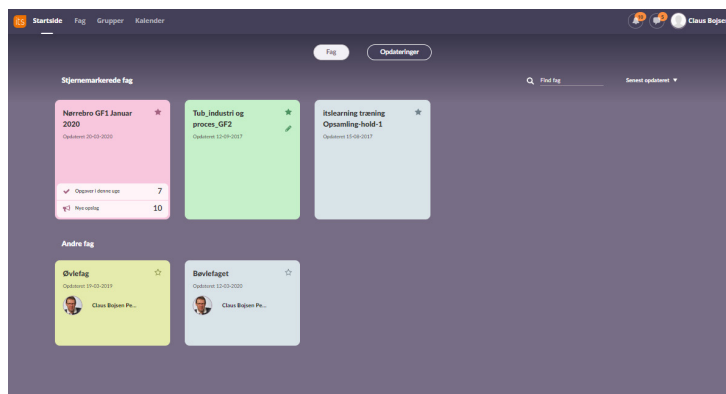 its Startside Fag Grupper Kalender Claus Bojsen
Fag Opdateringer
Stjernemarkerede fag
Find fag Senest opdateret
Nørrebro GF1 Januar
2020
Opdateret 20-03-2020
Opgaver i denne uge 7
Nye opslag 10
Tub_industri og
proces_GF2
Opdateret 12-09-2017
itslearning træning
Opsamling-hold-1
Opdateret 15-08-2017
Andre fag
Øvlefag
Opdateret 19-03-2019
Claus Bojsen Pe...
Bøvlefaget
Opdateret 12-03-2020
Claus Bojsen Pe...